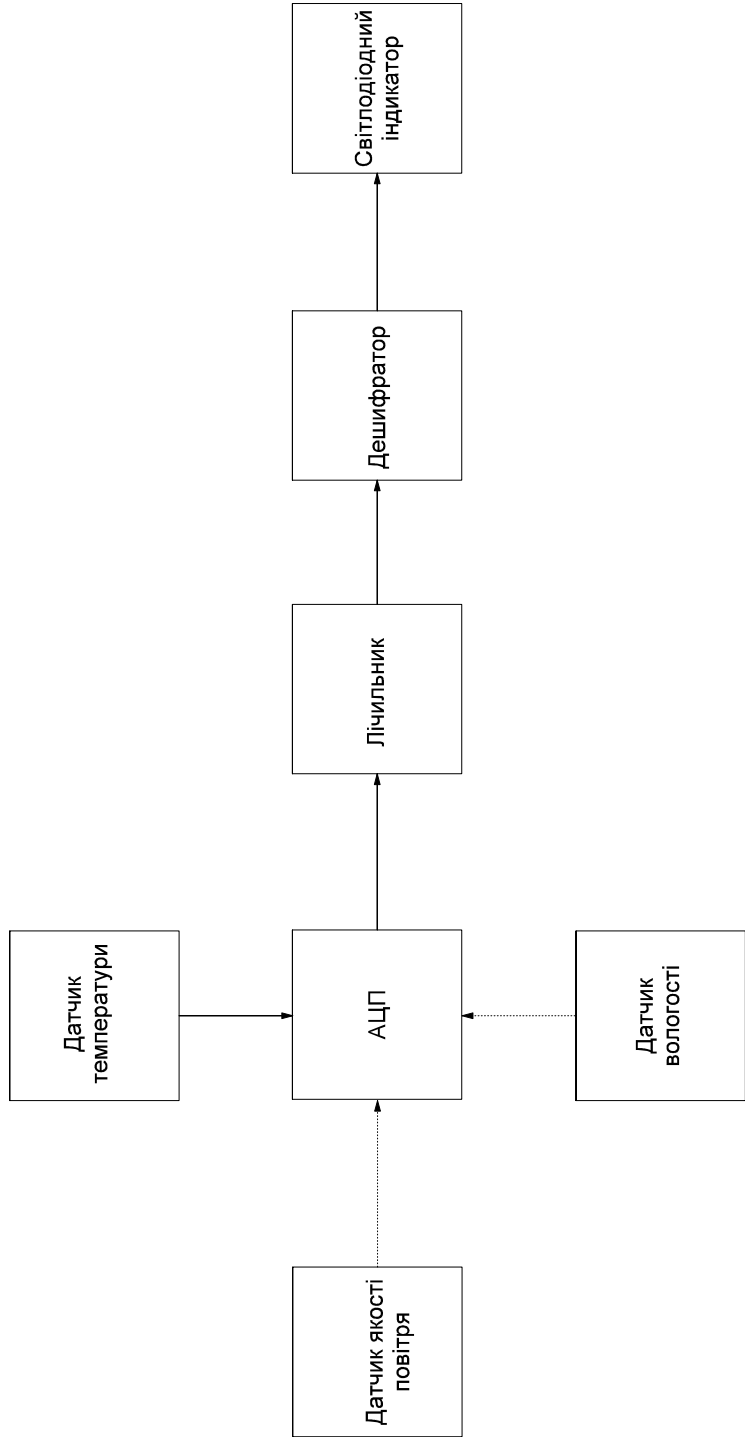 Датчик
температури
Датчик якості
повітря
АЦП
Лічильник
Дешифратор
Світлодіодний
індикатор
Датчик
вологості